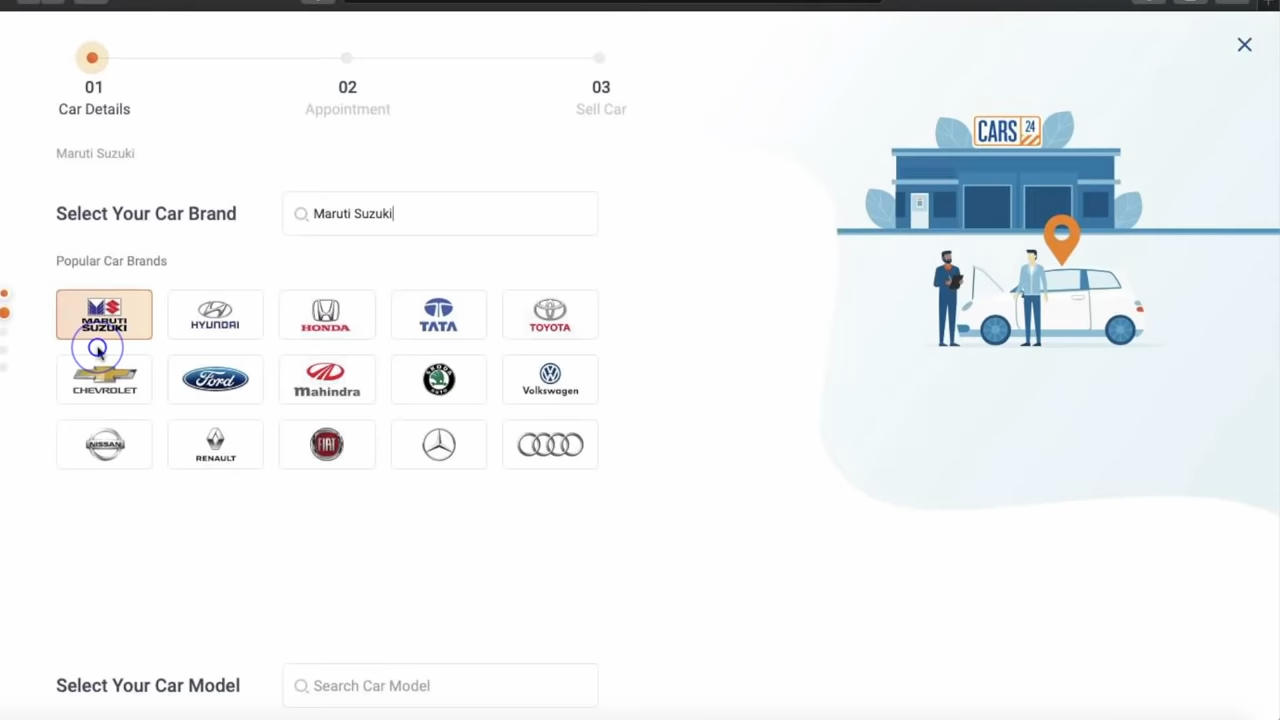 01
02
03
Car Details
Appointment
Sell Car
Maruti Suzuki
Select Your Car Brand
Maruti Suzuki
Popular Car Brands
MARUTI
SUZUKI
HYUNDAI
HONDA
TATA
TOYOTA
CHEVROLET
Ford
Mahindra
Volkswagen
NISSAN
RENAULT
FIAT
Select Your Car Model
Search Car Model
CARS 24